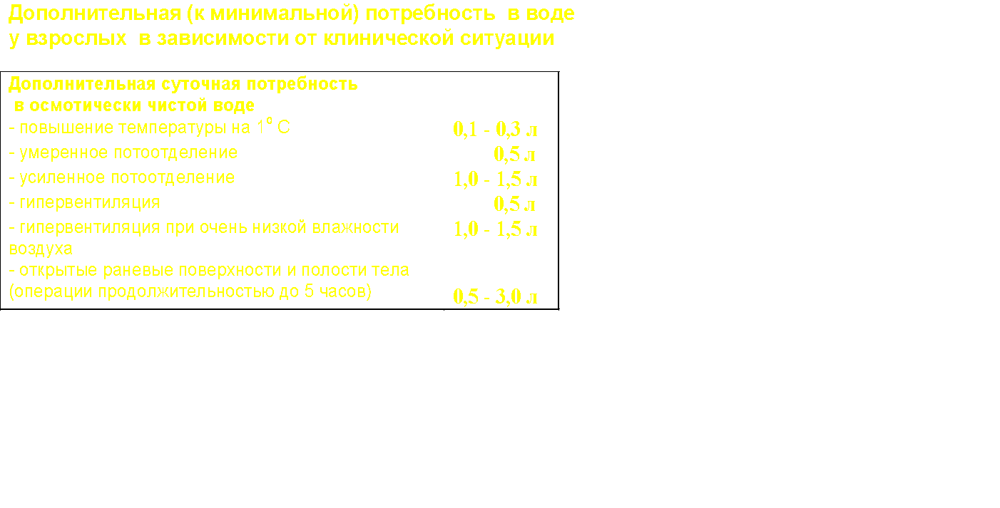 Дополнительная (к минимальной) потребность в воде
у взрослых в зависимости от клинической ситуации
Дополнительная суточная потребность
в осмотически чистой воде
- повышение температуры на 1° С 0,1 - 0,3 л
- умеренное потоотделение 0,5 л
- усиленное потоотделение 1,0 - 1,5 л
- гипервентиляция 0,5 л
- гипервентиляция при очень низкой влажности 1,0 - 1,5 л
воздуха
- открытые раневые поверхности и полости тела
(операции продолжительностью до 5 часов) 0,5 - 3,0 л